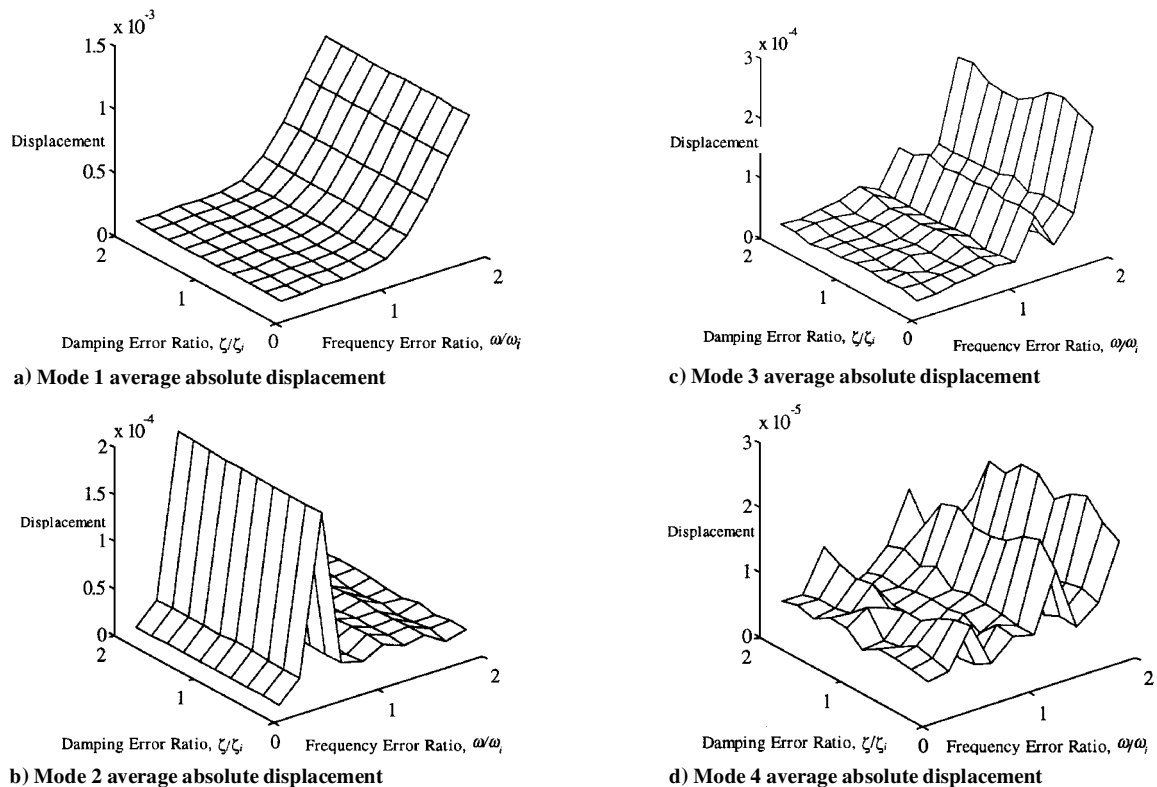 x 10^-3
1.5
1
Displacement
0.5
0
2
1
0
1
2
Damping Error Ratio, ζ/ζi
Frequency Error Ratio, ω/ωi
a) Mode 1 average absolute displacement
x 10^-4
2
1.5
Displacement
1
0.5
0
2
1
0
1
2
Damping Error Ratio, ζ/ζi
Frequency Error Ratio, ω/ωi
b) Mode 2 average absolute displacement
x 10^-4
3
2
Displacement
1
0
2
1
0
1
2
Damping Error Ratio, ζ/ζi
Frequency Error Ratio, ω/ωi
c) Mode 3 average absolute displacement
x 10^-5
3
2
Displacement
1
0
2
1
0
1
2
Damping Error Ratio, ζ/ζi
Frequency Error Ratio, ω/ωi
d) Mode 4 average absolute displacement